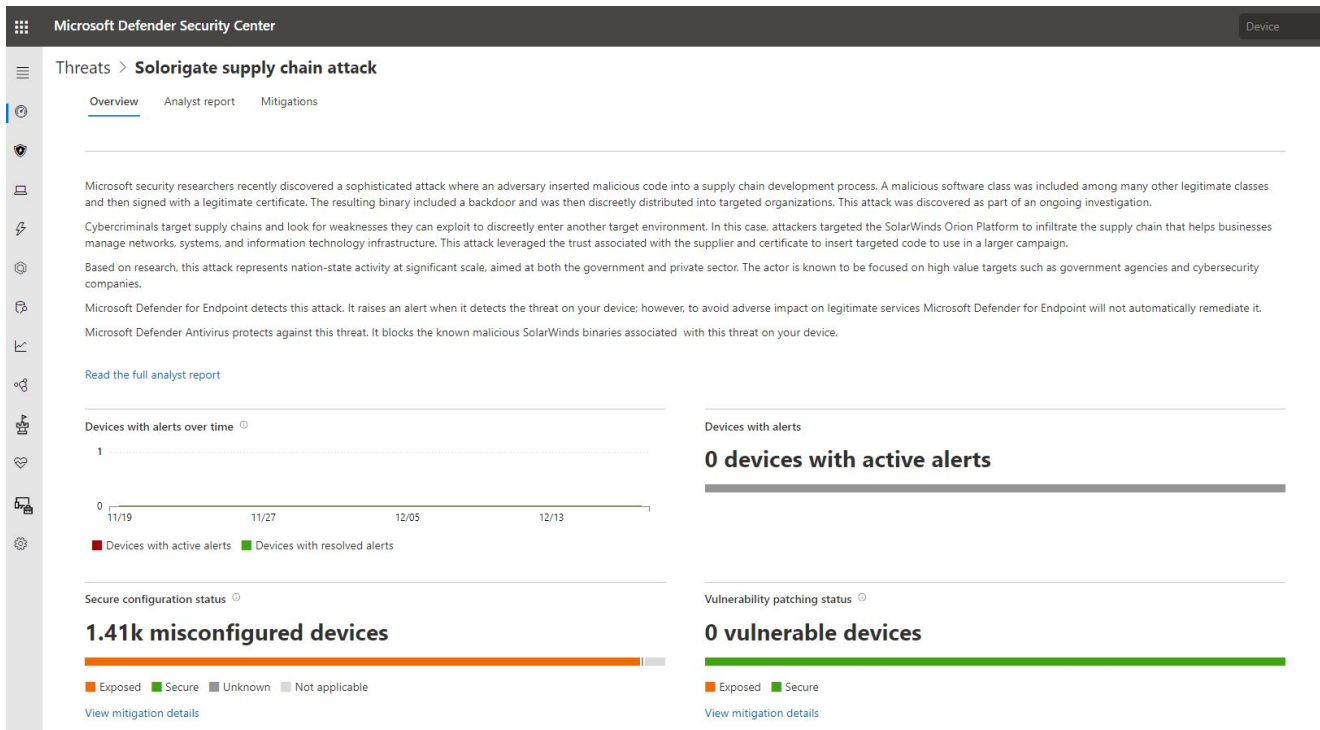 Microsoft Defender Security Center
Device
Threats > Solorigate supply chain attack
Overview Analyst report Mitigations
Microsoft security researchers recently discovered a sophisticated attack where an adversary inserted malicious code into a supply chain development process. A malicious software class was included among many other legitimate classes
and then signed with a legitimate certificate. The resulting binary included a backdoor and was then discreetly distributed into targeted organizations. This attack was discovered as part of an ongoing investigation.
Cybercriminals target supply chains and look for weaknesses they can exploit to discreetly enter another target environment. In this case, attackers targeted the SolarWinds Orion Platform to infiltrate the supply chain that helps businesses
manage networks, systems, and information technology infrastructure. This attack leveraged the trust associated with the supplier and certificate to insert targeted code to use in a larger campaign.
Based on research, this attack represents nation-state activity at significant scale, aimed at both the government and private sector. The actor is known to be focused on high value targets such as government agencies and cybersecurity
companies.
Microsoft Defender for Endpoint detects this attack. It raises an alert when it detects the threat on your device; however, to avoid adverse impact on legitimate services Microsoft Defender for Endpoint will not automatically remediate it.
Microsoft Defender Antivirus protects against this threat. It blocks the known malicious SolarWinds binaries associated with this threat on your device.
Read the full analyst report
Devices with alerts over time
1
0
11/19 11/27 12/05 12/13
Devices with active alerts Devices with resolved alerts
Devices with alerts
0 devices with active alerts
Secure configuration status
1.41k misconfigured devices
Exposed Secure Unknown Not applicable
View mitigation details
Vulnerability patching status
0 vulnerable devices
Exposed Secure
View mitigation details